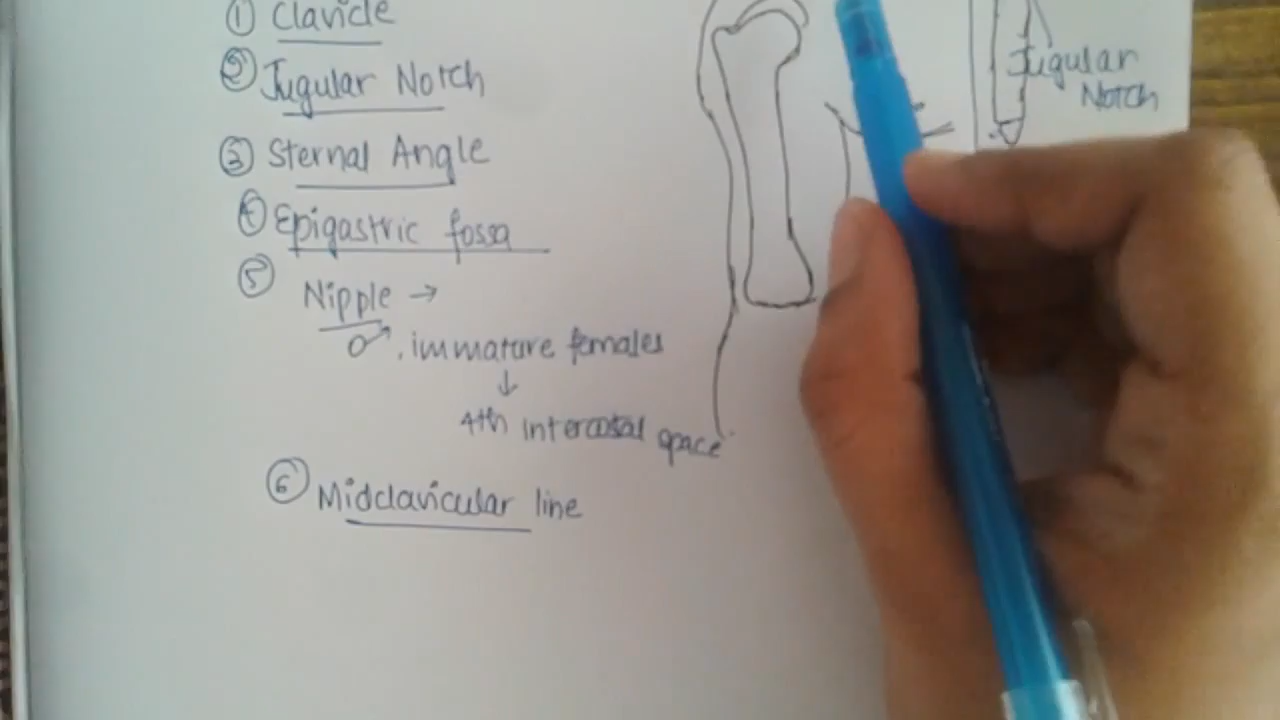 ① Clavicle
② Jugular Notch
③ Sternal Angle
④ Epigastric fossa
⑤ Nipple →
♂, immature females
↓
4th intercostal space
⑥ Midclavicular line
Jugular
Notch